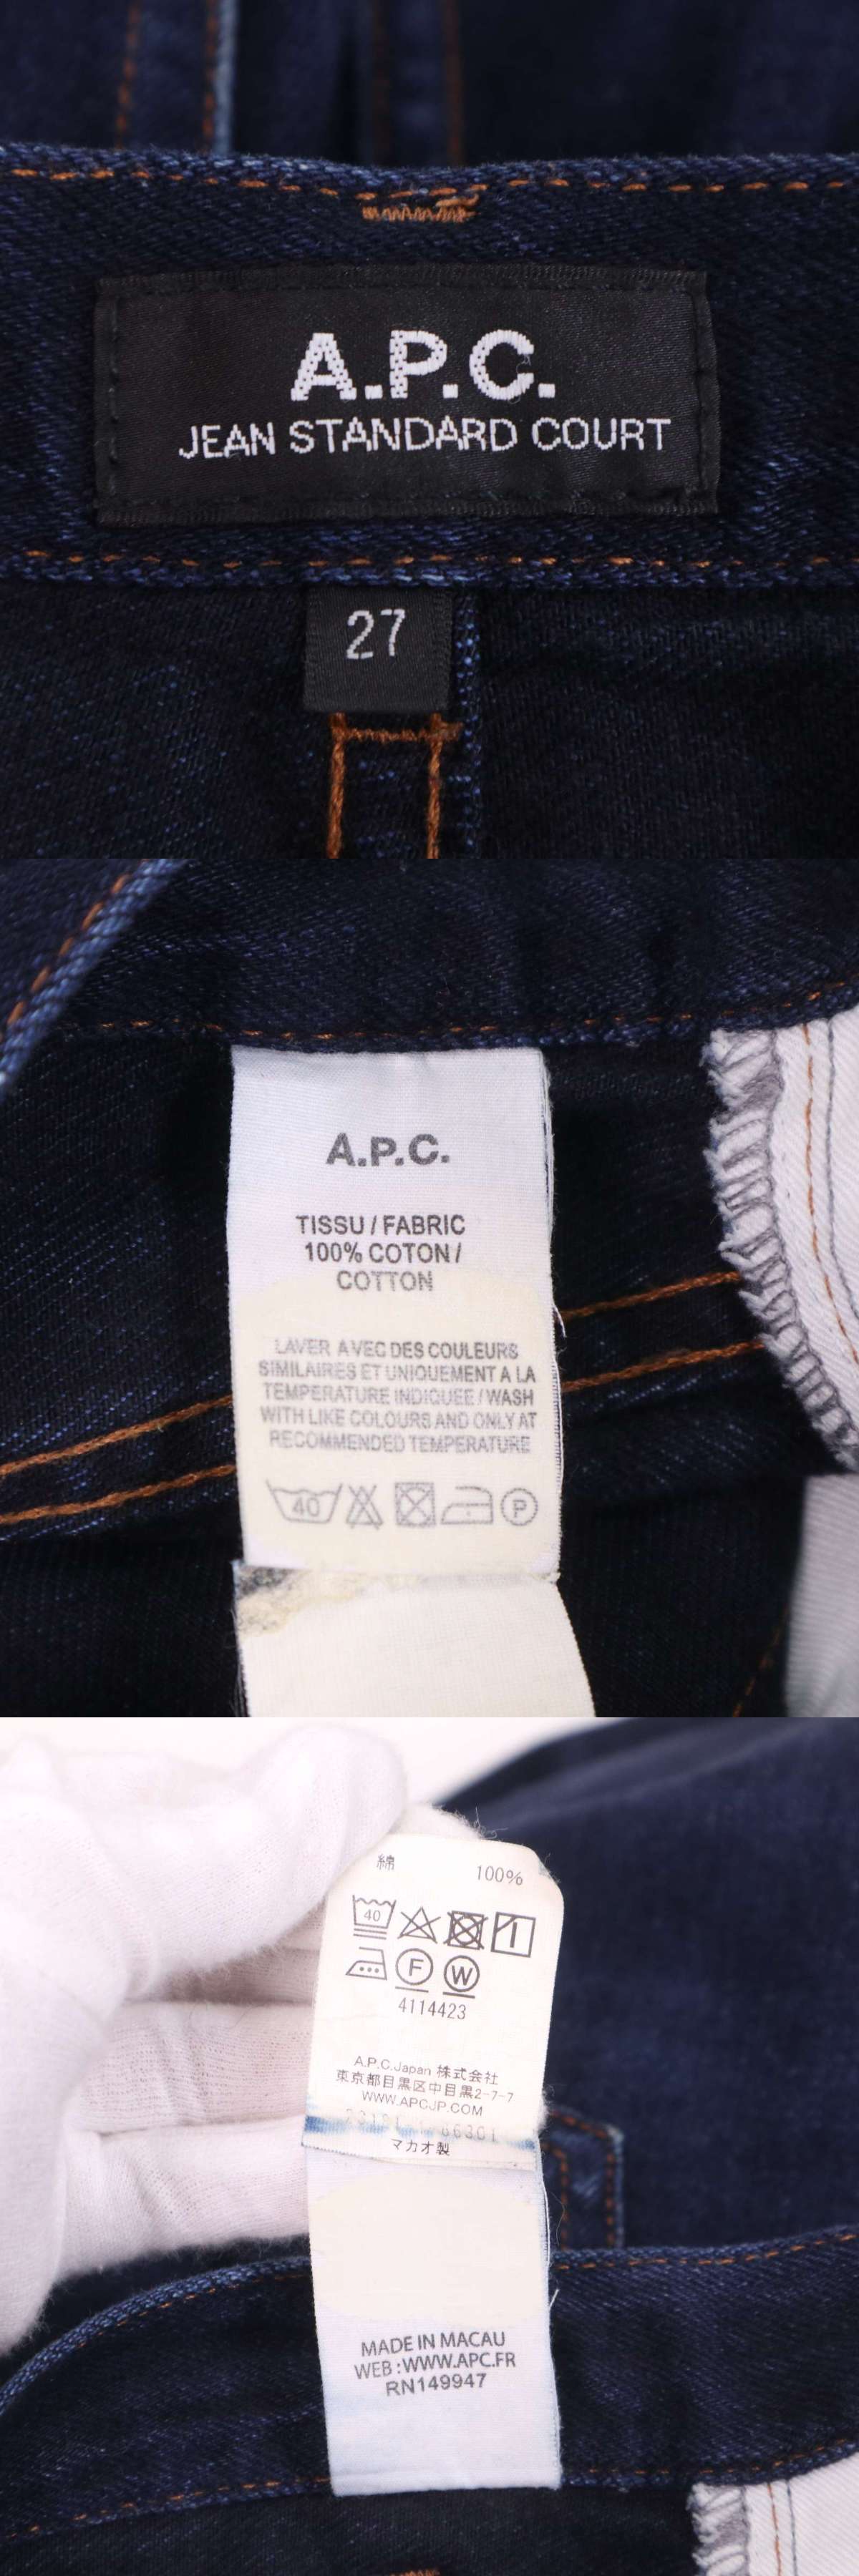 A.P.C.
JEAN STANDARD COURT
27
A.P.C.
TISSU / FABRIC
100% COTON /
COTTON
LAVER AVEC DES COULEURS
SIMILAIRES ET UNIQUEMENT A LA
TEMPERATURE INDIQUEE / WASH
WITH LIKE COLOURS AND ONLY AT
RECOMMENDED TEMPERATURE
40 P
綿 100%
40
F W
4114423
A.P.C.Japan 株式会社
東京都目黒区中目黒2-7-7
WWW.APCJP.COM
マカオ製
MADE IN MACAU
WEB : WWW.APC.FR
RN149947